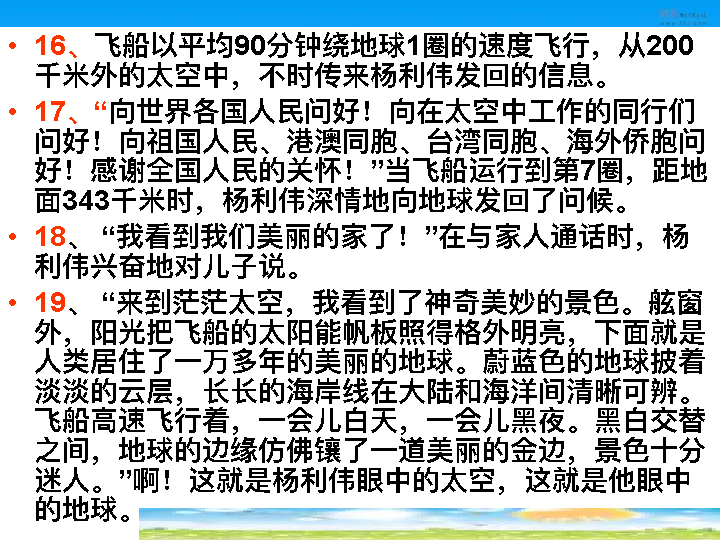 • 16、飞船以平均90分钟绕地球1圈的速度飞行，从200
千米外的太空中，不时传来杨利伟发回的信息。
• 17、“向世界各国人民问好！向在太空中工作的同行们
问好！向祖国人民、港澳同胞、台湾同胞、海外侨胞问
好！感谢全国人民的关怀！”当飞船运行到第7圈，距地
面343千米时，杨利伟深情地向地球发回了问候。
• 18、“我看到我们美丽的家了！”在与家人通话时，杨
利伟兴奋地对儿子说。
• 19、“来到茫茫太空，我看到了神奇美妙的景色。舷窗
外，阳光把飞船的太阳能帆板照得格外明亮，下面就是
人类居住了一万多年的美丽的地球。蔚蓝色的地球披着
淡淡的云层，长长的海岸线在大陆和海洋间清晰可辨。
飞船高速飞行着，一会儿白天，一会儿黑夜。黑白交替
之间，地球的边缘仿佛镶了一道美丽的金边，景色十分
迷人。”啊！这就是杨利伟眼中的太空，这就是他眼中
的地球。